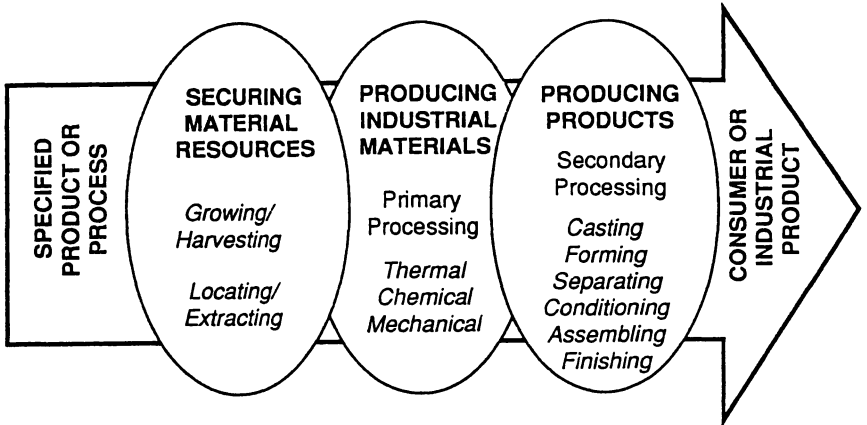 SPECIFIED
PRODUCT OR
PROCESS
SECURING
MATERIAL
RESOURCES
Growing/
Harvesting
Locating/
Extracting
PRODUCING
INDUSTRIAL
MATERIALS
Primary
Processing
Thermal
Chemical
Mechanical
PRODUCING
PRODUCTS
Secondary
Processing
Casting
Forming
Separating
Conditioning
Assembling
Finishing
CONSUMER OR
INDUSTRIAL
PRODUCT